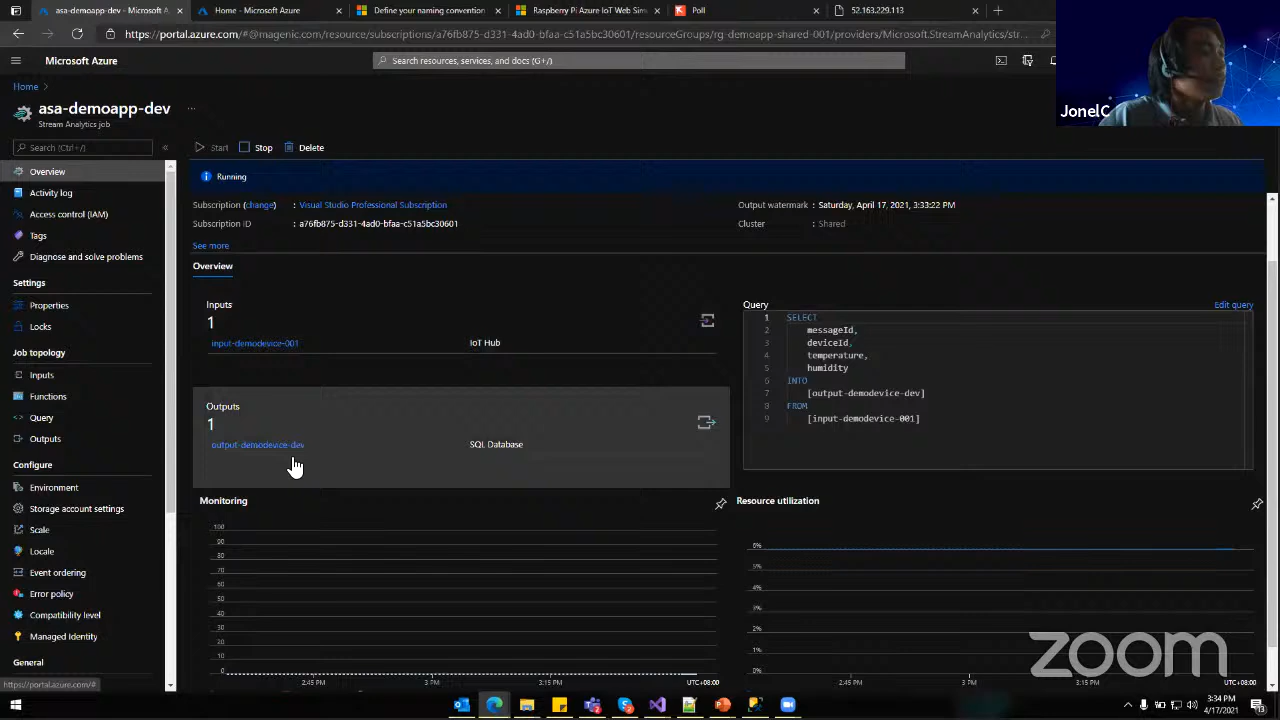 asa-demoapp-dev - Microsoft A
Home - Microsoft Azure
Define your naming convention
Raspberry Pi Azure IoT Web Simu
Poll
52.163.229.113
https://portal.azure.com/#@magenic.com/resource/subscriptions/a76fb875-d331-4ad0-bfaa-c51a5bc30601/resourceGroups/rg-demoapp-shared-001/providers/Microsoft.StreamAnalytics/str...
Microsoft Azure
Search resources, services, and docs (G+/)
JonelC
Home >
asa-demoapp-dev
...
Stream Analytics job
Search (Ctrl+/)
«
Start
Stop
Delete
Overview
Activity log
Access control (IAM)
Tags
Diagnose and solve problems
Settings
Properties
Locks
Job topology
Inputs
Functions
Query
Outputs
Configure
Environment
Storage account settings
Scale
Locale
Event ordering
Error policy
Compatibility level
Managed Identity
General
https://portal.azure.com/#
Running
Subscription (change) : Visual Studio Professional Subscription
Output watermark : Saturday, April 17, 2021, 3:33:22 PM
Subscription ID : a76fb875-d331-4ad0-bfaa-c51a5bc30601
Cluster : Shared
See more
Overview
Inputs
1
input-demodevice-001 IoT Hub
Outputs
1
output-demodevice-dev SQL Database
Query
Edit query
1 SELECT
2 messageId,
3 deviceId,
4 temperature,
5 humidity
6 INTO
7 [output-demodevice-dev]
8 FROM
9 [input-demodevice-001]
Monitoring
100
90
80
70
60
50
40
30
20
10
0
2:45 PM 3 PM 3:15 PM UTC+08:00
Resource utilization
6%
5%
4%
3%
2%
1%
0%
2:45 PM 3 PM 3:15 PM UTC+08:00
zoom
3:34 PM
4/17/2021
13